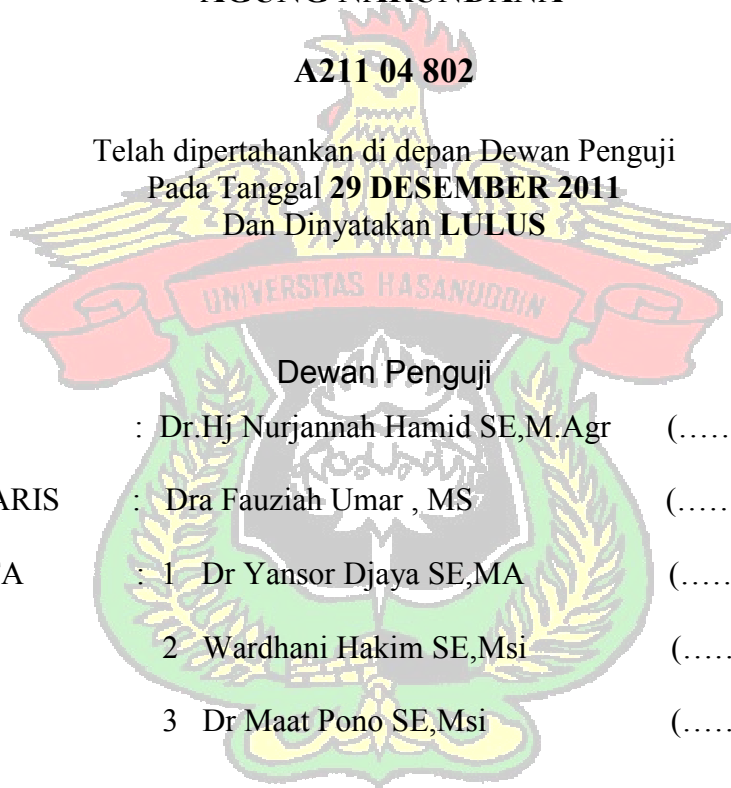 AGUNG NARUNDANA
A211 04 802
Telah dipertahankan di depan Dewan Penguji
Pada Tanggal 29 DESEMBER 2011
Dan Dinyatakan LULUS
UNIVERSITAS HASANUDDIN
Dewan Penguji
: Dr.Hj Nurjannah Hamid SE,M.Agr (……
ARIS : Dra Fauziah Umar , MS (……
A : 1 Dr Yansor Djaya SE,MA (……
2 Wardhani Hakim SE,Msi (……
3 Dr Maat Pono SE,Msi (……